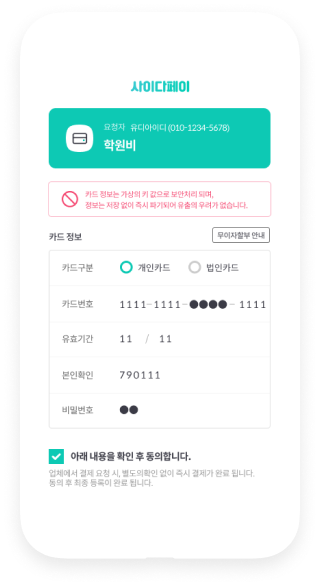 사이다페이
요청자 유디아이디 (010-1234-5678)
학원비
카드 정보는 가상의 키 값으로 보안처리 되며,
정보는 저장 없이 즉시 파기되어 유출의 우려가 없습니다.
카드 정보 무이자할부 안내
카드구분 개인카드 법인카드
카드번호 1111-1111-●●●●- 1111
유효기간 11 / 11
본인확인 790111
비밀번호 ●●
아래 내용을 확인 후 동의합니다.
업체에서 결제 요청 시, 별도의확인 없이 즉시 결제가 완료 됩니다.
동의 후 최종 등록이 완료 됩니다.